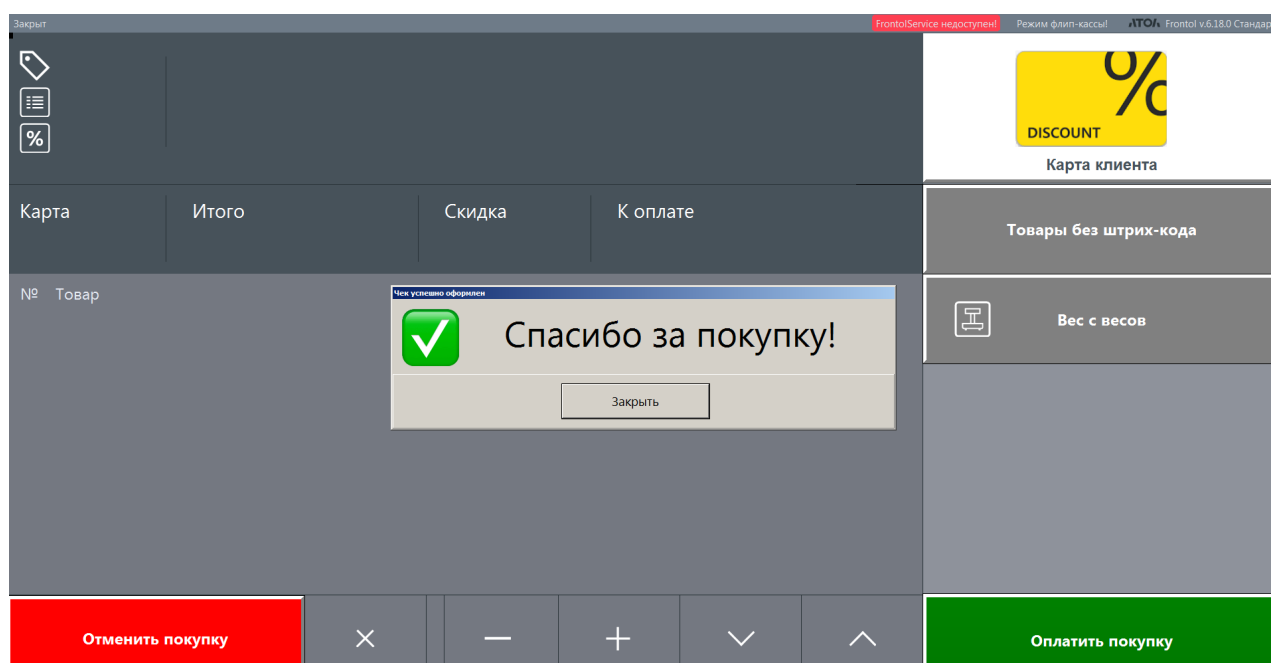 Закрыт
FrontolService недоступен! Режим флип-кассы! АТОЛ Frontol v.6.18.0 Стандар
%
%
DISCOUNT
Карта клиента
Карта Итого Скидка К оплате
Товары без штрих-кода
№ Товар
Чек успешно оформлен
Спасибо за покупку!
Вес с весов
Закрыть
Отменить покупку
Оплатить покупку